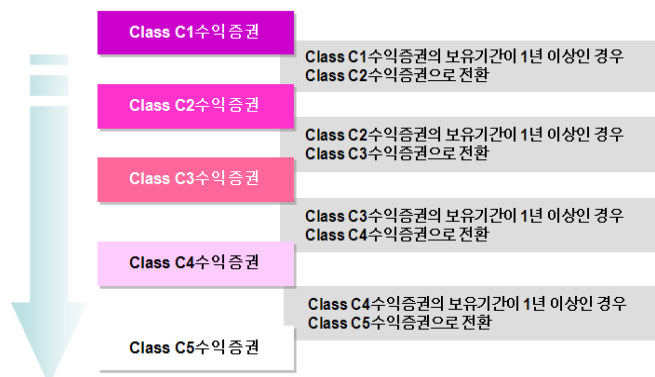 Class C1수익증권
Class C1수익증권의 보유기간이 1년 이상인 경우
Class C2수익증권으로 전환
Class C2수익증권
Class C2수익증권의 보유기간이 1년 이상인 경우
Class C3수익증권으로 전환
Class C3수익증권
Class C3수익증권의 보유기간이 1년 이상인 경우
Class C4수익증권으로 전환
Class C4수익증권
Class C4수익증권의 보유기간이 1년 이상인 경우
Class C5수익증권으로 전환
Class C5수익증권